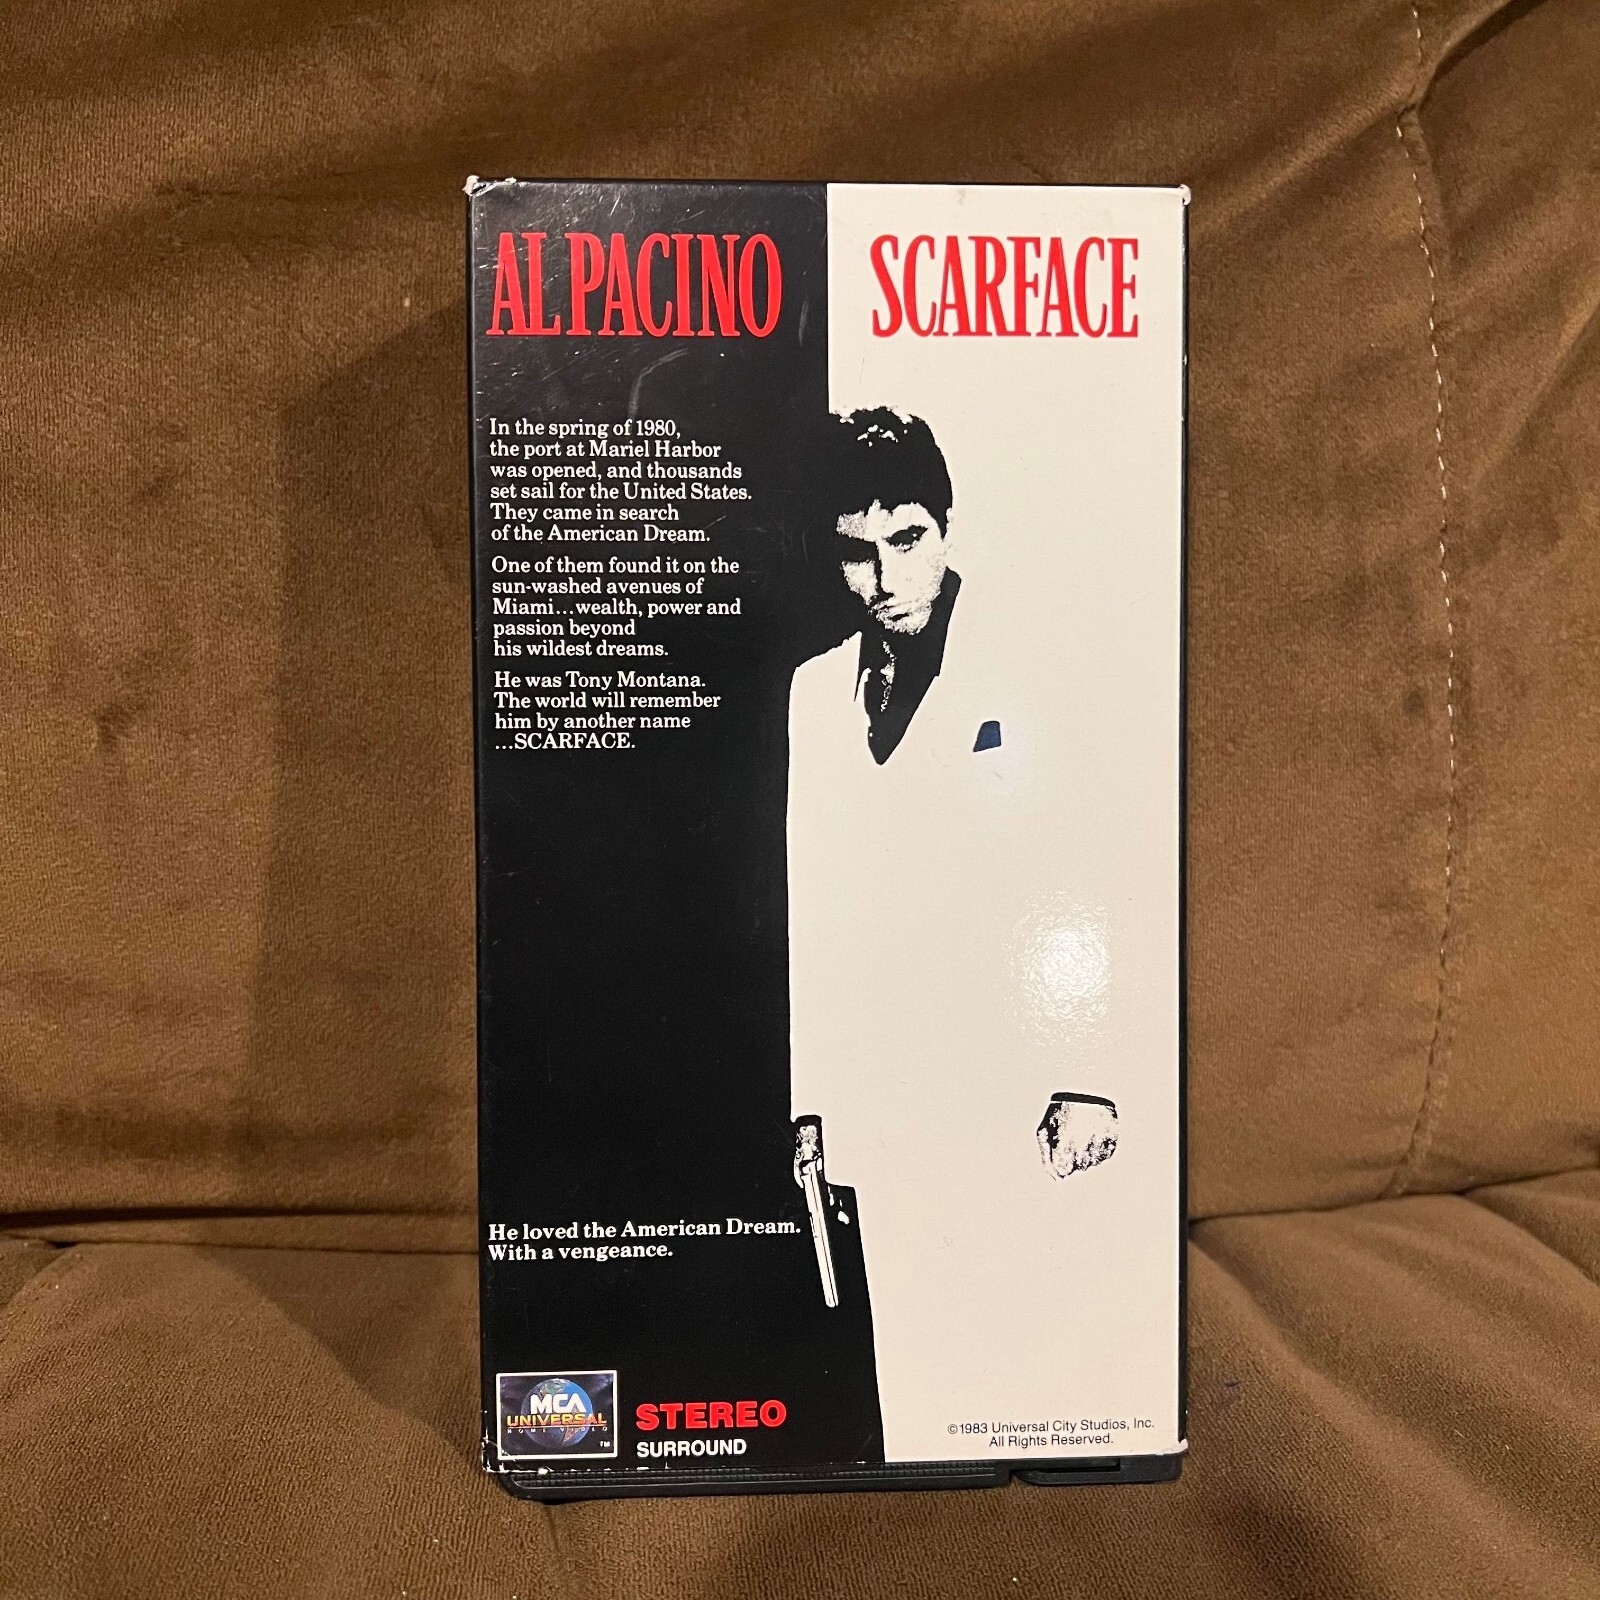 AL PACINO
SCARFACE
In the spring of 1980,
the port at Mariel Harbor
was opened, and thousands
set sail for the United States.
They came in search
of the American Dream.
One of them found it on the
sun-washed avenues of
Miami...wealth, power and
passion beyond
his wildest dreams.
He was Tony Montana.
The world will remember
him by another name
...SCARFACE.
He loved the American Dream.
With a vengeance.
MCA
UNIVERSAL
HOME VIDEO
TM
STEREO
SURROUND
©1983 Universal City Studios, Inc.
All Rights Reserved.